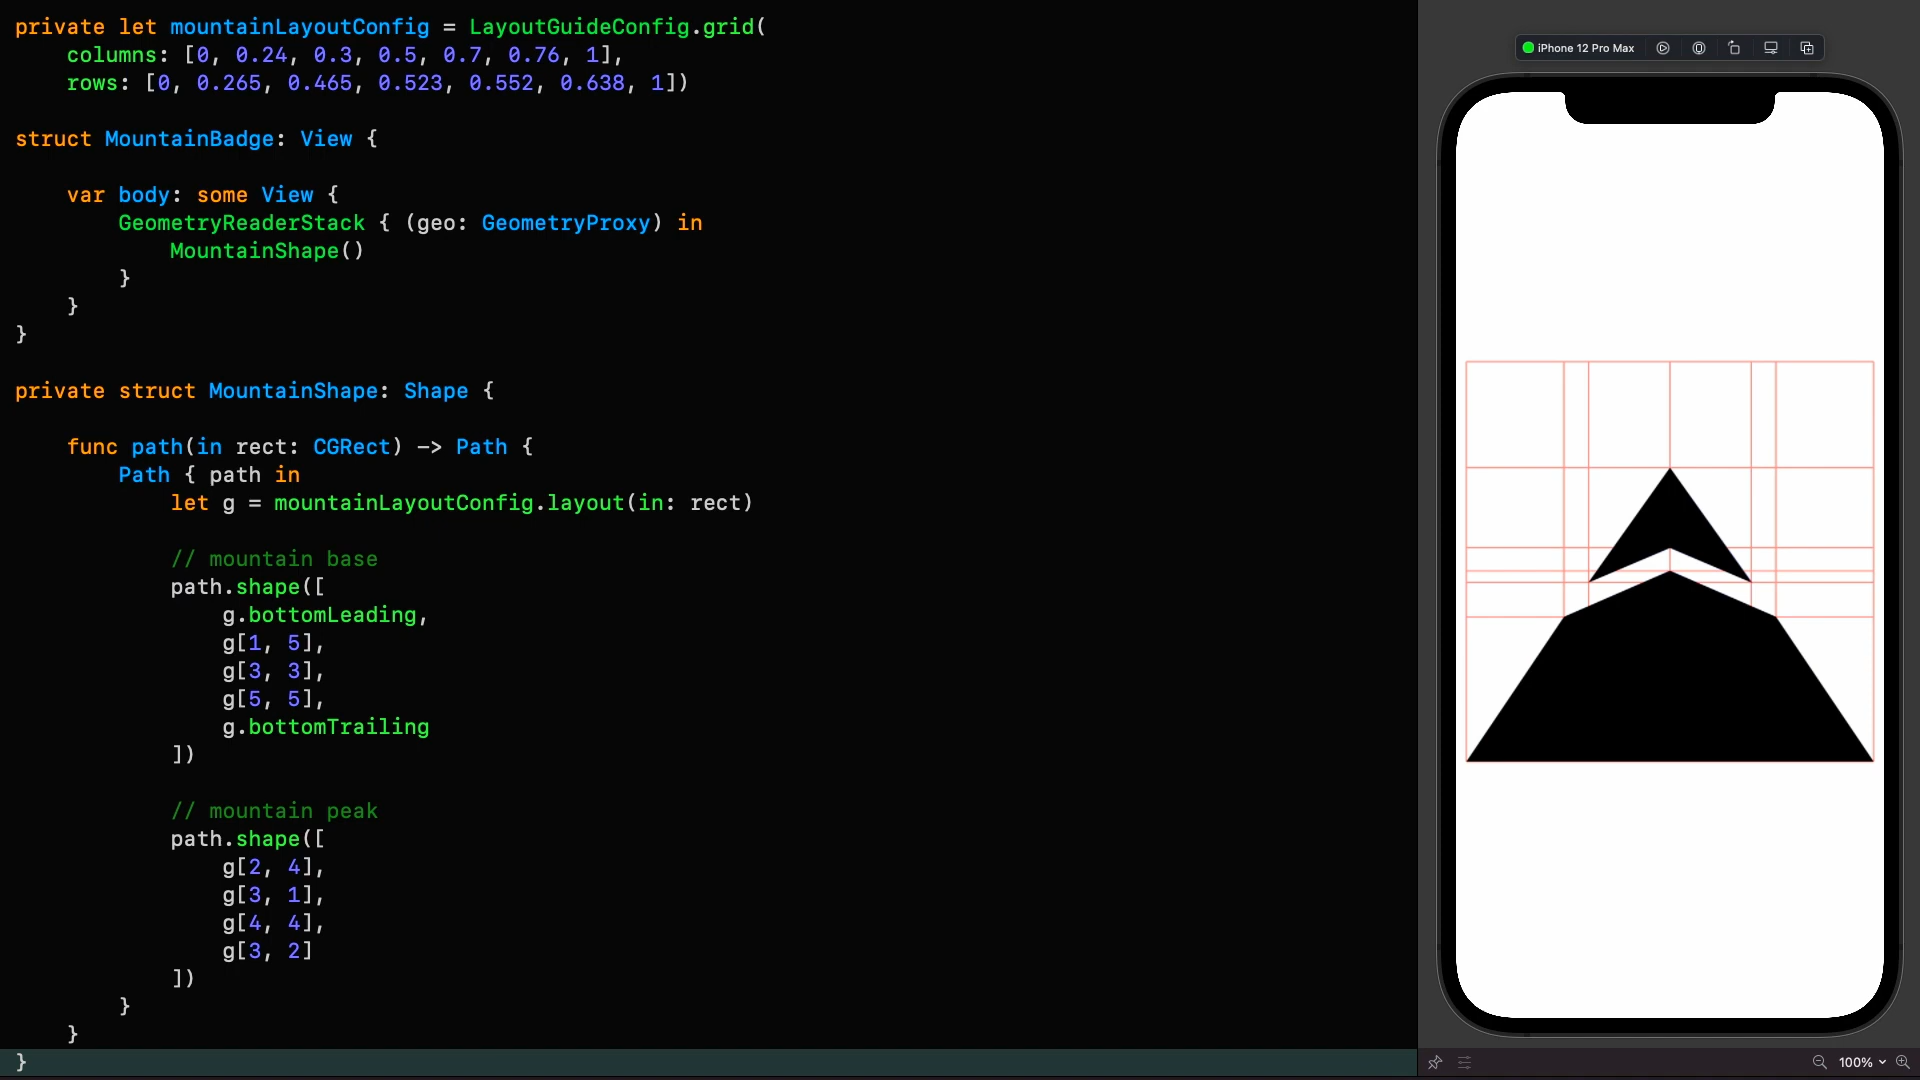 private let mountainLayoutConfig = LayoutGuideConfig.grid(
    columns: [0, 0.24, 0.3, 0.5, 0.7, 0.76, 1],
    rows: [0, 0.265, 0.465, 0.523, 0.552, 0.638, 1])
struct MountainBadge: View {
    var body: some View {
        GeometryReaderStack { (geo: GeometryProxy) in
            MountainShape()
        }
    }
}
private struct MountainShape: Shape {
    func path(in rect: CGRect) -> Path {
        Path { path in
            let g = mountainLayoutConfig.layout(in: rect)
            // mountain base
            path.shape([
                g.bottomLeading,
                g[1, 5],
                g[3, 3],
                g[5, 5],
                g.bottomTrailing
            ])
            // mountain peak
            path.shape([
                g[2, 4],
                g[3, 1],
                g[4, 4],
                g[3, 2]
            ])
        }
    }
}
iPhone 12 Pro Max
100%